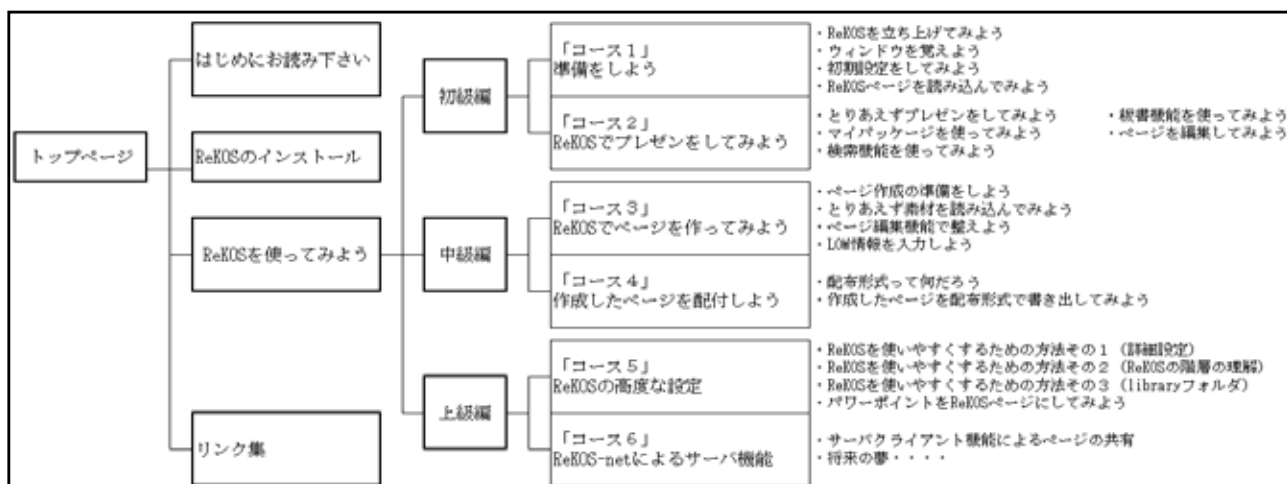 トップページ
はじめにお読み下さい
ReKOSのインストール
ReKOSを使ってみよう
リンク集
初級編
「コース１」
準備をしよう
・ReKOSを立ち上げてみよう
・ウィンドウを覚えよう
・初期設定をしてみよう
・ReKOSページを読み込んでみよう
「コース２」
ReKOSでプレゼンをしてみよう
・とりあえずプレゼンをしてみよう
・マイパッケージを使ってみよう
・検索機能を使ってみよう
・板書機能を使ってみよう
・ページを編集してみよう
中級編
「コース３」
ReKOSでページを作ってみよう
・ページ作成の準備をしよう
・とりあえず素材を読み込んでみよう
・ページ編集機能で整えよう
・LOM情報を入力しよう
「コース４」
作成したページを配付しよう
・配布形式って何だろう
・作成したページを配布形式で書き出してみよう
上級編
「コース５」
ReKOSの高度な設定
・ReKOSを使いやすくするための方法その１（詳細設定）
・ReKOSを使いやすくするための方法その２（ReKOSの階層の理解）
・ReKOSを使いやすくするための方法その３（libraryフォルダ）
・パワーポイントをReKOSページにしてみよう
「コース６」
ReKOS-netによるサーバ機能
・サーバクライアント機能によるページの共有
・将来の夢・・・・